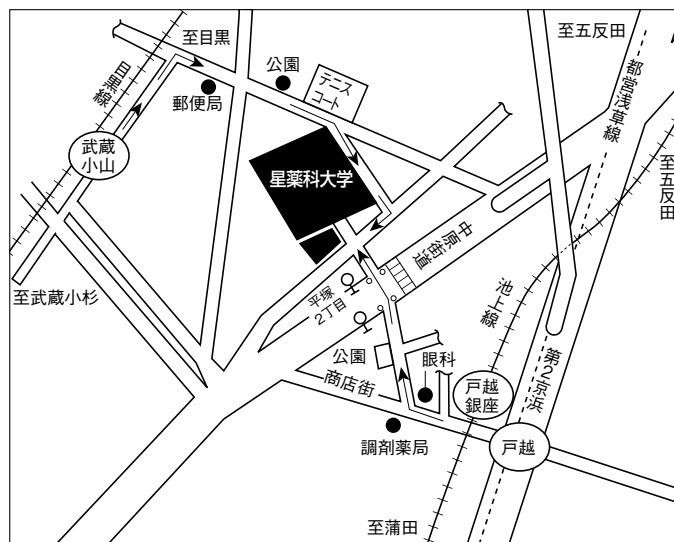 至目黒
至五反田
公園
テニス
コート
目黒線
郵便局
都営浅草線
武蔵
小山
星薬科大学
至五反田
中原街道
至武蔵小杉
平塚
2丁目
池上線
公園
眼科
第2京浜
商店街
戸越
銀座
調剤薬局
戸越
至蒲田